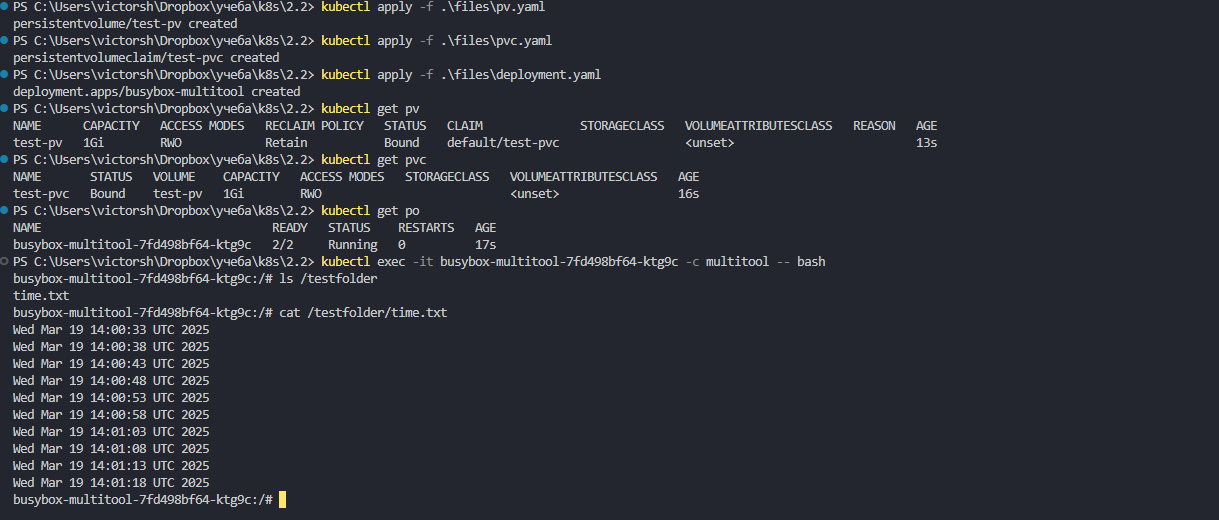 PS C:\Users\victorsh\Dropbox\учеба\k8s\2.2> kubectl apply -f .\files\pv.yaml
persistentvolume/test-pv created
PS C:\Users\victorsh\Dropbox\учеба\k8s\2.2> kubectl apply -f .\files\pvc.yaml
persistentvolumeclaim/test-pvc created
PS C:\Users\victorsh\Dropbox\учеба\k8s\2.2> kubectl apply -f .\files\deployment.yaml
deployment.apps/busybox-multitool created
PS C:\Users\victorsh\Dropbox\учеба\k8s\2.2> kubectl get pv
NAME      CAPACITY   ACCESS MODES   RECLAIM POLICY   STATUS   CLAIM              STORAGECLASS   VOLUMEATTRIBUTESCLASS   REASON   AGE
test-pv   1Gi        RWO            Retain           Bound    default/test-pvc                  <unset>                          13s
PS C:\Users\victorsh\Dropbox\учеба\k8s\2.2> kubectl get pvc
NAME       STATUS   VOLUME    CAPACITY   ACCESS MODES   STORAGECLASS   VOLUMEATTRIBUTESCLASS   AGE
test-pvc   Bound    test-pv   1Gi        RWO                           <unset>                 16s
PS C:\Users\victorsh\Dropbox\учеба\k8s\2.2> kubectl get po
NAME                                 READY   STATUS    RESTARTS   AGE
busybox-multitool-7fd498bf64-ktg9c   2/2     Running   0          17s
PS C:\Users\victorsh\Dropbox\учеба\k8s\2.2> kubectl exec -it busybox-multitool-7fd498bf64-ktg9c -c multitool -- bash
busybox-multitool-7fd498bf64-ktg9c:/# ls /testfolder
time.txt
busybox-multitool-7fd498bf64-ktg9c:/# cat /testfolder/time.txt
Wed Mar 19 14:00:33 UTC 2025
Wed Mar 19 14:00:38 UTC 2025
Wed Mar 19 14:00:43 UTC 2025
Wed Mar 19 14:00:48 UTC 2025
Wed Mar 19 14:00:53 UTC 2025
Wed Mar 19 14:00:58 UTC 2025
Wed Mar 19 14:01:03 UTC 2025
Wed Mar 19 14:01:08 UTC 2025
Wed Mar 19 14:01:13 UTC 2025
Wed Mar 19 14:01:18 UTC 2025
busybox-multitool-7fd498bf64-ktg9c:/#